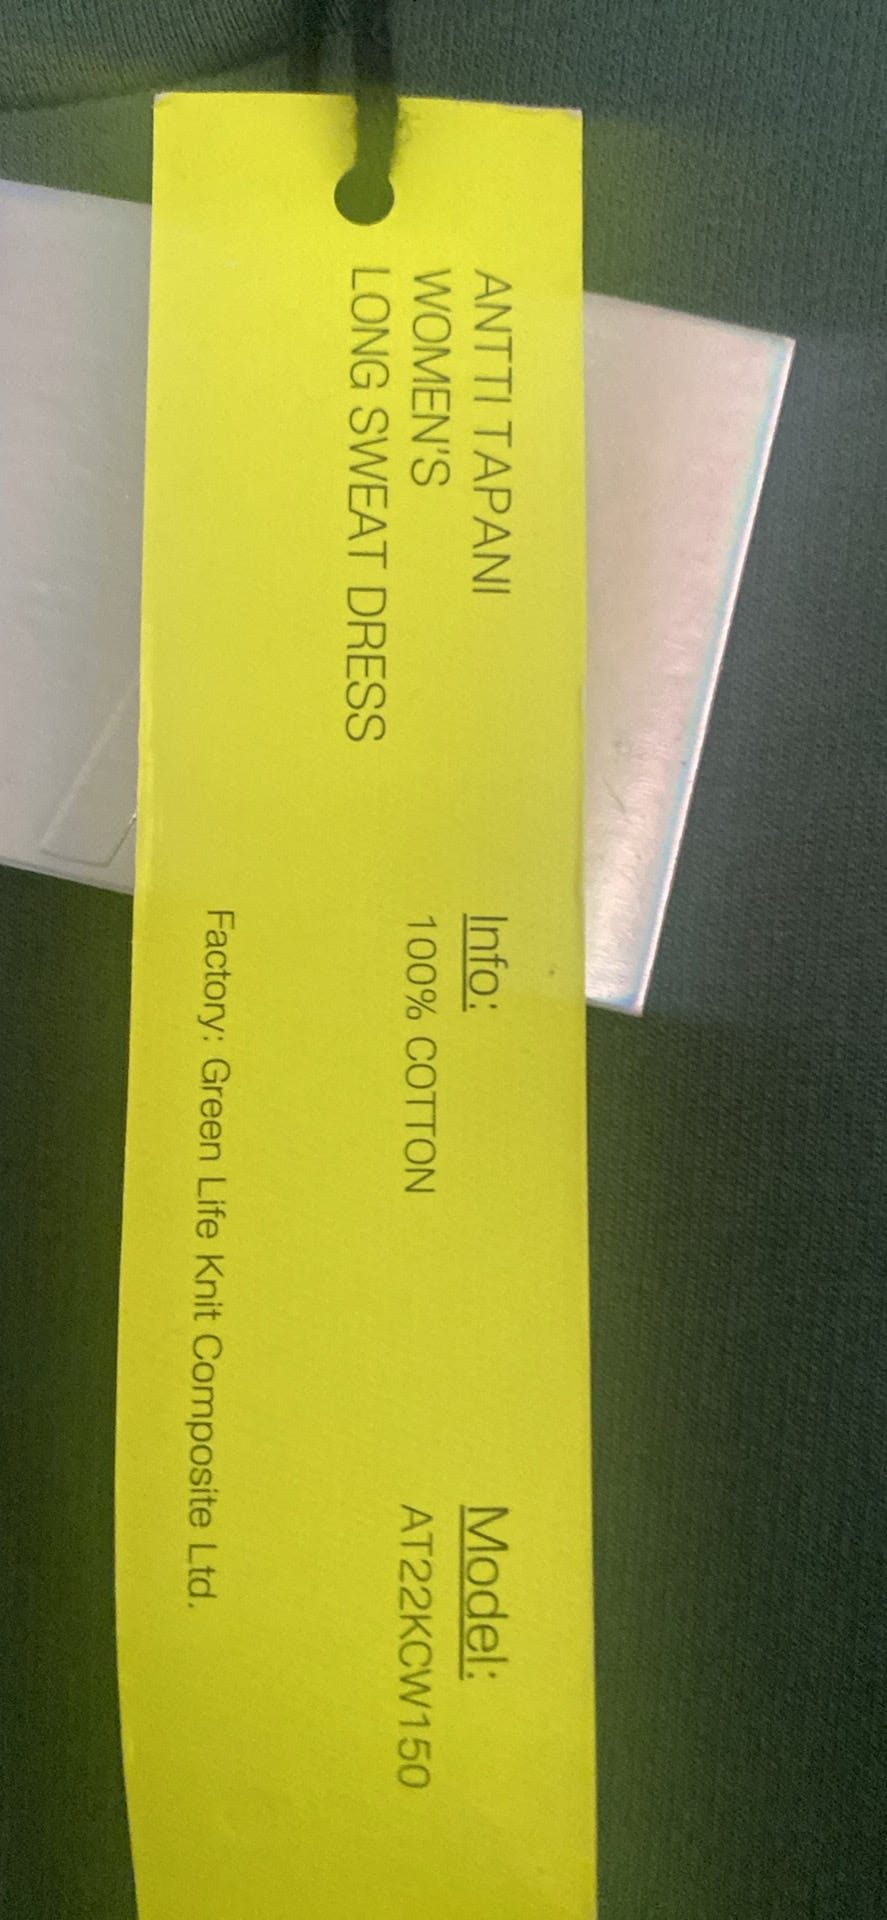 ANTTI TAPANI
WOMEN'S
LONG SWEAT DRESS
Info:
100% COTTON
Model:
AT22KCW150
Factory: Green Life Knit Composite Ltd.